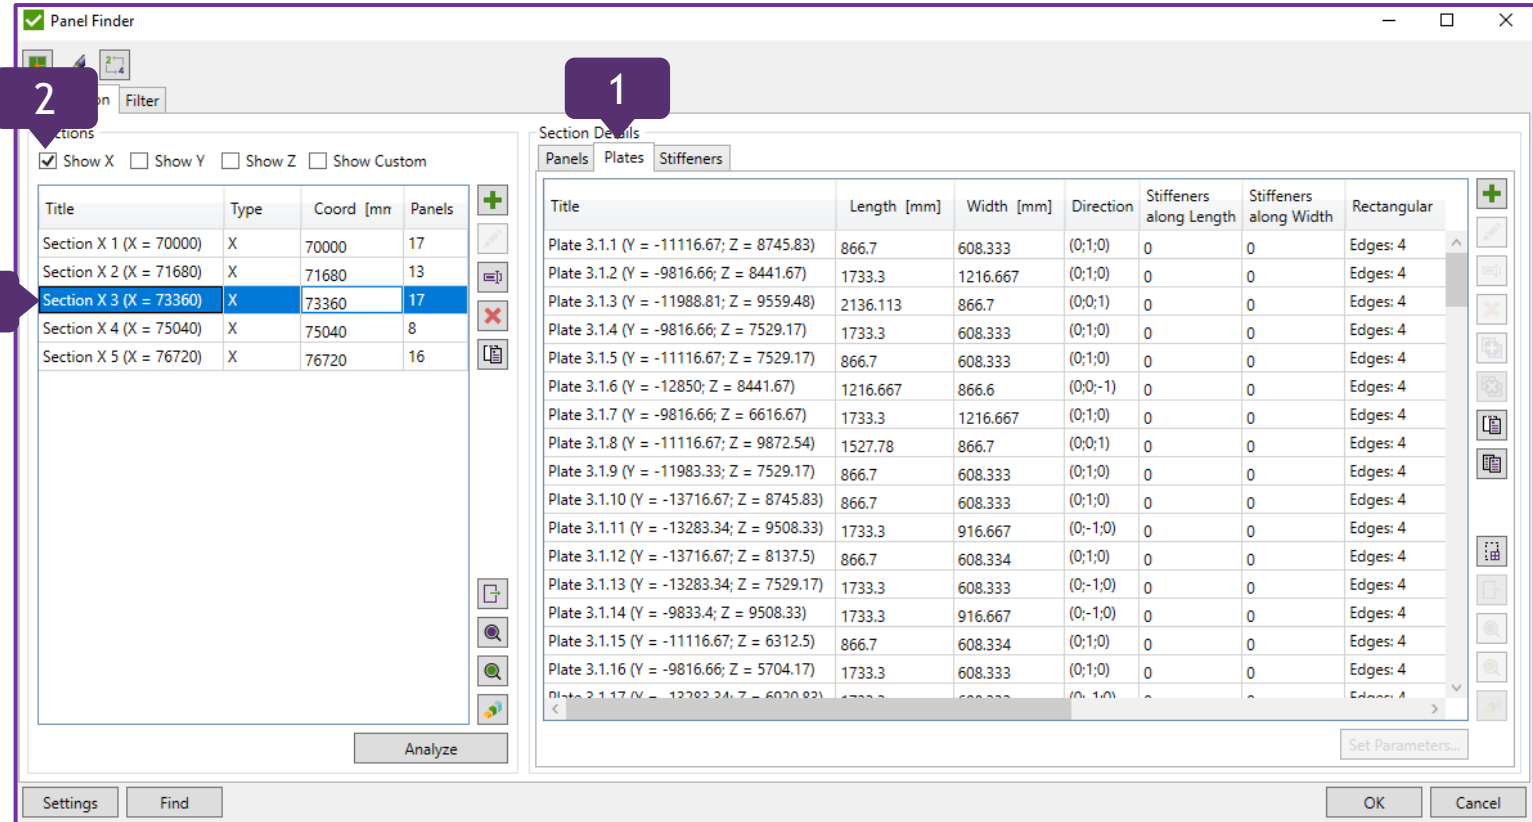 Panel Finder
2
1
Filter
Section Details
Show X Show Y Show Z Show Custom
Panels Plates Stiffeners
Title Type Coord [mm Panels
Title Length [mm] Width [mm] Direction Stiffeners along Length Stiffeners along Width Rectangular
Section X 1 (X = 70000) X 70000 17
Section X 2 (X = 71680) X 71680 13
Section X 3 (X = 73360) X 73360 17
Section X 4 (X = 75040) X 75040 8
Section X 5 (X = 76720) X 76720 16
Plate 3.1.1 (Y = -11116.67; Z = 8745.83) 866.7 608.333 (0;1;0) 0 0 Edges: 4
Plate 3.1.2 (Y = -9816.66; Z = 8441.67) 1733.3 1216.667 (0;1;0) 0 0 Edges: 4
Plate 3.1.3 (Y = -11988.81; Z = 9559.48) 2136.113 866.7 (0;0;1) 0 0 Edges: 4
Plate 3.1.4 (Y = -9816.66; Z = 7529.17) 1733.3 608.333 (0;1;0) 0 0 Edges: 4
Plate 3.1.5 (Y = -11116.67; Z = 7529.17) 866.7 608.333 (0;1;0) 0 0 Edges: 4
Plate 3.1.6 (Y = -12850; Z = 8441.67) 1216.667 866.6 (0;0;-1) 0 0 Edges: 4
Plate 3.1.7 (Y = -9816.66; Z = 6616.67) 1733.3 1216.667 (0;1;0) 0 0 Edges: 4
Plate 3.1.8 (Y = -11116.67; Z = 9872.54) 1527.78 866.7 (0;0;1) 0 0 Edges: 4
Plate 3.1.9 (Y = -11983.33; Z = 7529.17) 866.7 608.333 (0;1;0) 0 0 Edges: 4
Plate 3.1.10 (Y = -13716.67; Z = 8745.83) 866.7 608.333 (0;1;0) 0 0 Edges: 4
Plate 3.1.11 (Y = -13283.34; Z = 9508.33) 1733.3 916.667 (0;-1;0) 0 0 Edges: 4
Plate 3.1.12 (Y = -13716.67; Z = 8137.5) 866.7 608.334 (0;1;0) 0 0 Edges: 4
Plate 3.1.13 (Y = -13283.34; Z = 7529.17) 1733.3 608.333 (0;-1;0) 0 0 Edges: 4
Plate 3.1.14 (Y = -9833.4; Z = 9508.33) 1733.3 916.667 (0;-1;0) 0 0 Edges: 4
Plate 3.1.15 (Y = -11116.67; Z = 6312.5) 866.7 608.334 (0;1;0) 0 0 Edges: 4
Plate 3.1.16 (Y = -9816.66; Z = 5704.17) 1733.3 608.333 (0;1;0) 0 0 Edges: 4
Analyze
Set Parameters...
Settings Find OK Cancel